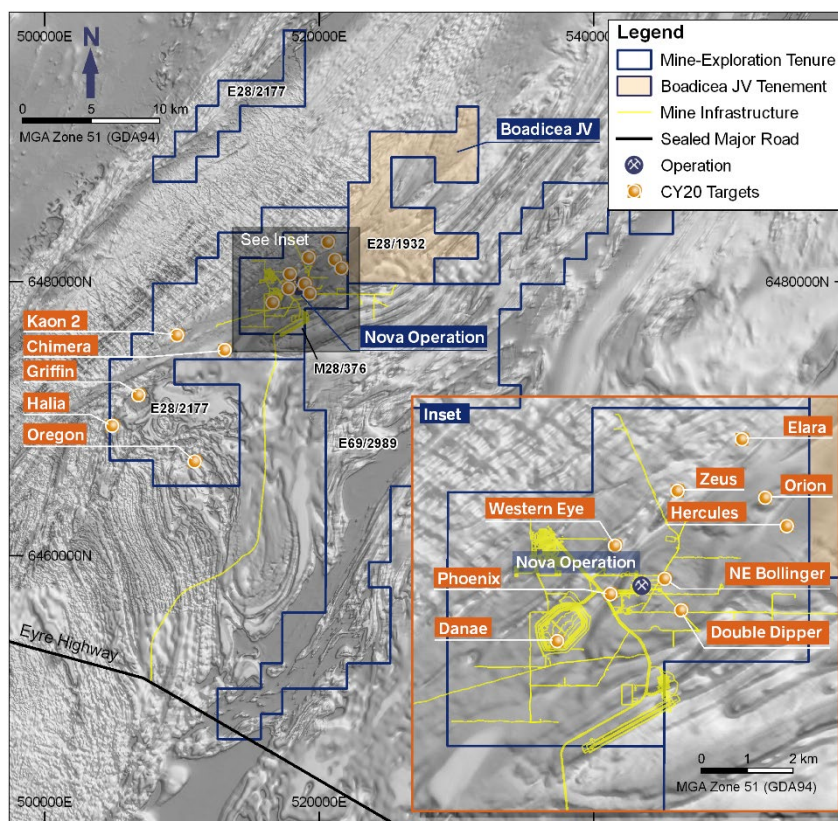 500000E
520000E
540000E
N
0 5 10 km
MGA Zone 51 (GDA94)
Legend
Mine-Exploration Tenure
Boadicea JV Tenement
Mine Infrastructure
Sealed Major Road
Operation
CY20 Targets
E28/2177
Boadicea JV
See Inset
E28/1932
6480000N
6480000N
Kaon 2
Chimera
Nova Operation
M28/376
Griffin
E28/2177
Halia
Oregon
E69/2989
6460000N
Eyre Highway
Inset
Elara
Zeus
Orion
Western Eye
Hercules
Nova Operation
Phoenix
NE Bollinger
Danae
Double Dipper
0 1 2 km
MGA Zone 51 (GDA94)
500000E
520000E